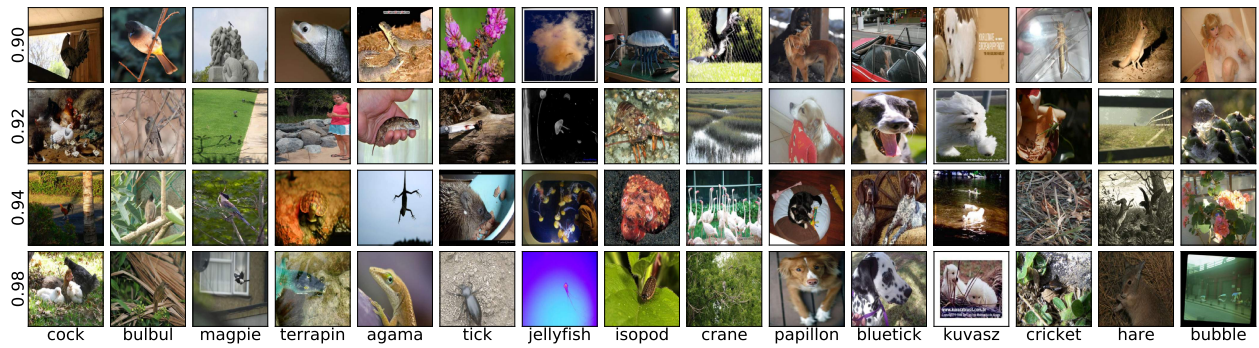 0.90
0.92
0.94
0.98
cock bulbul magpie terrapin agama tick jellyfish isopod crane papillon bluetick kuvasz cricket hare bubble